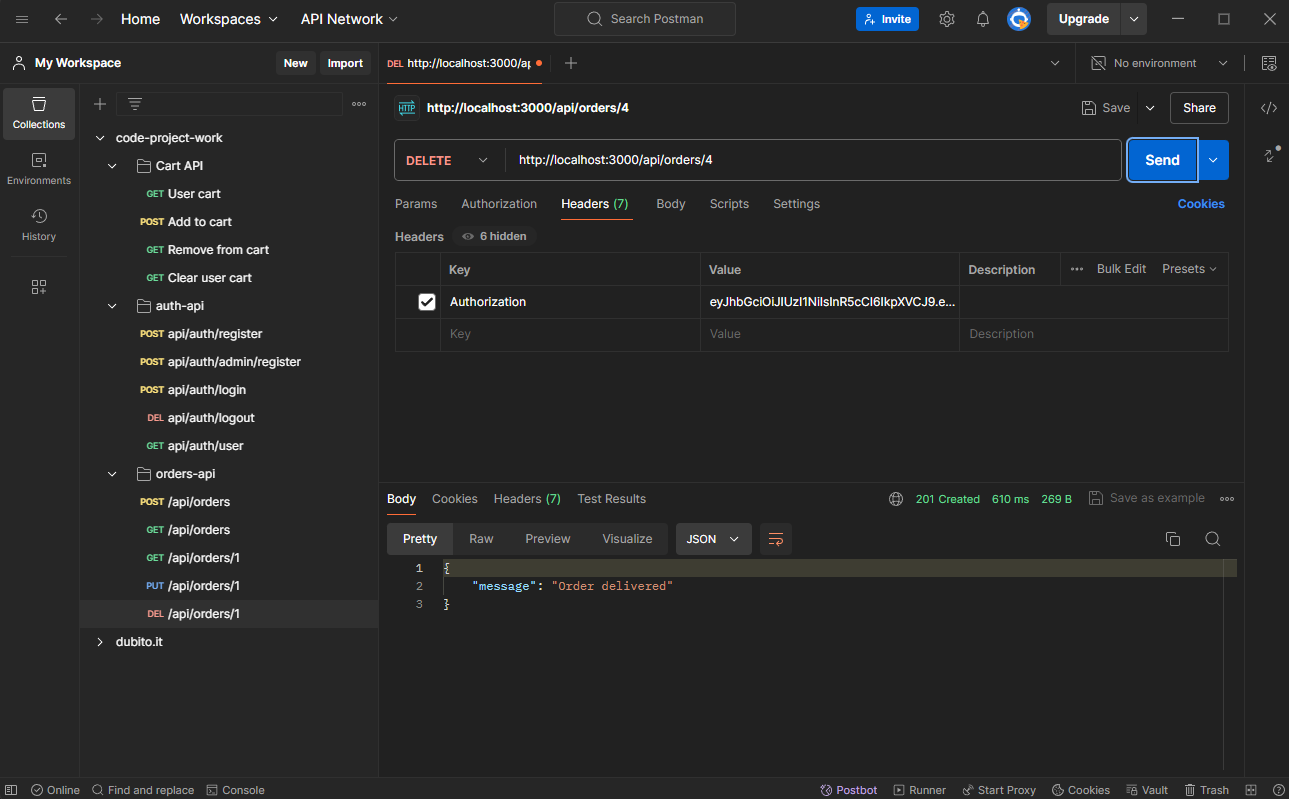 Home Workspaces API Network Search Postman Invite Upgrade
My Workspace New Import
DEL http://localhost:3000/ap No environment
Collections
Environments
History
code-project-work
Cart API
GET User cart
POST Add to cart
GET Remove from cart
GET Clear user cart
auth-api
POST api/auth/register
POST api/auth/admin/register
POST api/auth/login
DEL api/auth/logout
GET api/auth/user
orders-api
POST /api/orders
GET /api/orders
GET /api/orders/1
PUT /api/orders/1
DEL /api/orders/1
dubito.it
HTTP http://localhost:3000/api/orders/4 Save Share
DELETE http://localhost:3000/api/orders/4 Send
Params Authorization Headers (7) Body Scripts Settings Cookies
Headers 6 hidden
Key Value Description Bulk Edit Presets
Authorization eyJhbGciOiJIUzI1NiIsInR5cCI6IkpXVCJ9.e...
Key Value Description
Body Cookies Headers (7) Test Results 201 Created 610 ms 269 B Save as example
Pretty Raw Preview Visualize JSON
1 {
2 "message": "Order delivered"
3 }
Online Find and replace Console Postbot Runner Start Proxy Cookies Vault Trash